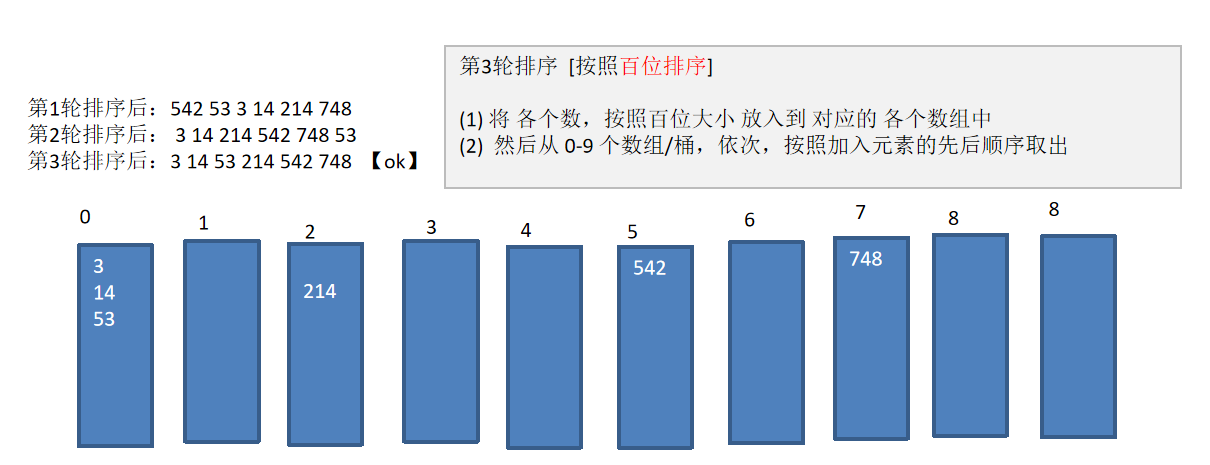 第1轮排序后：542 53 3 14 214 748
第2轮排序后： 3 14 214 542 748 53
第3轮排序后：3 14 53 214 542 748 【ok】
第3轮排序 [按照百位排序]
(1) 将 各个数，按照百位大小 放入到 对应的 各个数组中
(2) 然后从 0-9 个数组/桶，依次，按照加入元素的先后顺序取出
0 1 2 3 4 5 6 7 8 8
3 214 542 748
14
53